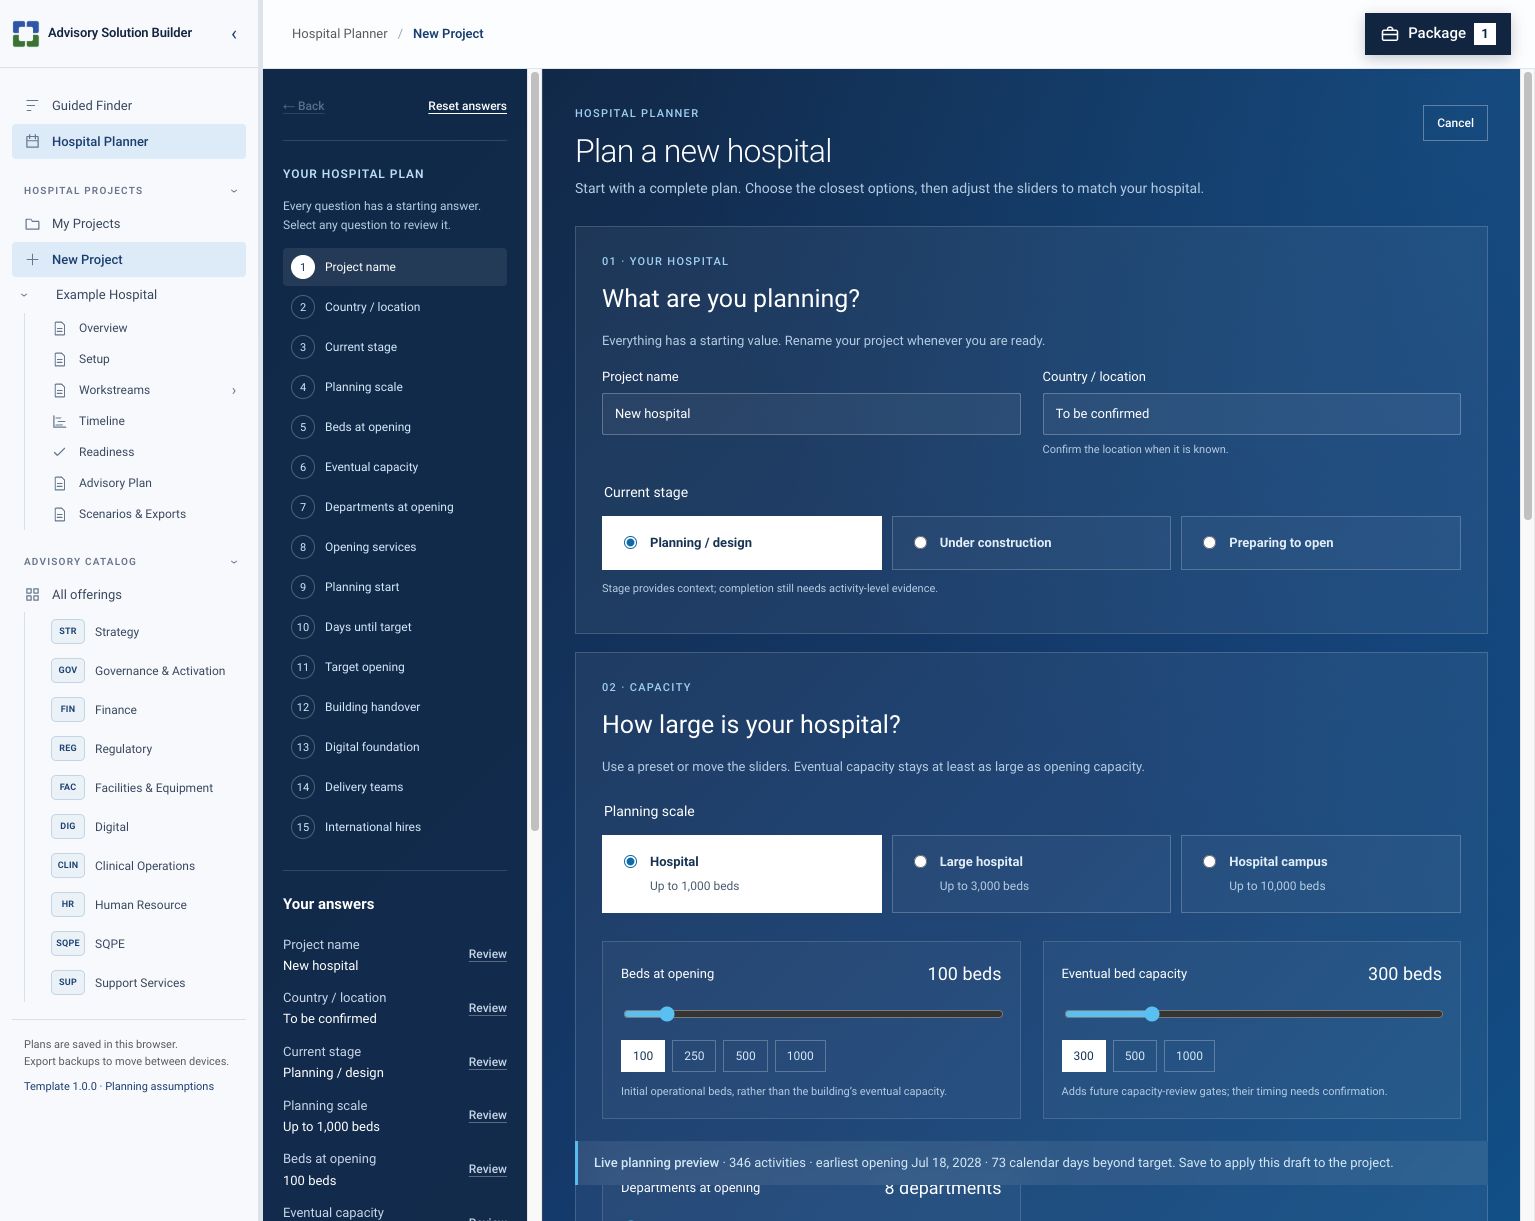 Advisory Solution Builder
Guided Finder
Hospital Planner
HOSPITAL PROJECTS
My Projects
New Project
Example Hospital
Overview
Setup
Workstreams
Timeline
Readiness
Advisory Plan
Scenarios & Exports
ADVISORY CATALOG
All offerings
STR Strategy
GOV Governance & Activation
FIN Finance
REG Regulatory
FAC Facilities & Equipment
DIG Digital
CLIN Clinical Operations
HR Human Resource
SQPE SQPE
SUP Support Services
Plans are saved in this browser.
Export backups to move between devices.
Template 1.0.0 · Planning assumptions
Hospital Planner / New Project
Package 1
← Back Reset answers
YOUR HOSPITAL PLAN
Every question has a starting answer.
Select any question to review it.
1 Project name
2 Country / location
3 Current stage
4 Planning scale
5 Beds at opening
6 Eventual capacity
7 Departments at opening
8 Opening services
9 Planning start
10 Days until target
11 Target opening
12 Building handover
13 Digital foundation
14 Delivery teams
15 International hires
Your answers
Project name
New hospital
Review
Country / location
To be confirmed
Review
Current stage
Planning / design
Review
Planning scale
Up to 1,000 beds
Review
Beds at opening
100 beds
Review
Eventual capacity
Review
HOSPITAL PLANNER
Cancel
Plan a new hospital
Start with a complete plan. Choose the closest options, then adjust the sliders to match your hospital.
01 · YOUR HOSPITAL
What are you planning?
Everything has a starting value. Rename your project whenever you are ready.
Project name
New hospital
Country / location
To be confirmed
Confirm the location when it is known.
Current stage
Planning / design
Under construction
Preparing to open
Stage provides context; completion still needs activity-level evidence.
02 · CAPACITY
How large is your hospital?
Use a preset or move the sliders. Eventual capacity stays at least as large as opening capacity.
Planning scale
Hospital
Up to 1,000 beds
Large hospital
Up to 3,000 beds
Hospital campus
Up to 10,000 beds
Beds at opening 100 beds
100 250 500 1000
Initial operational beds, rather than the building's eventual capacity.
Eventual bed capacity 300 beds
300 500 1000
Adds future capacity-review gates; their timing needs confirmation.
Live planning preview · 346 activities · earliest opening Jul 18, 2028 · 73 calendar days beyond target. Save to apply this draft to the project.
Departments at opening 8 departments